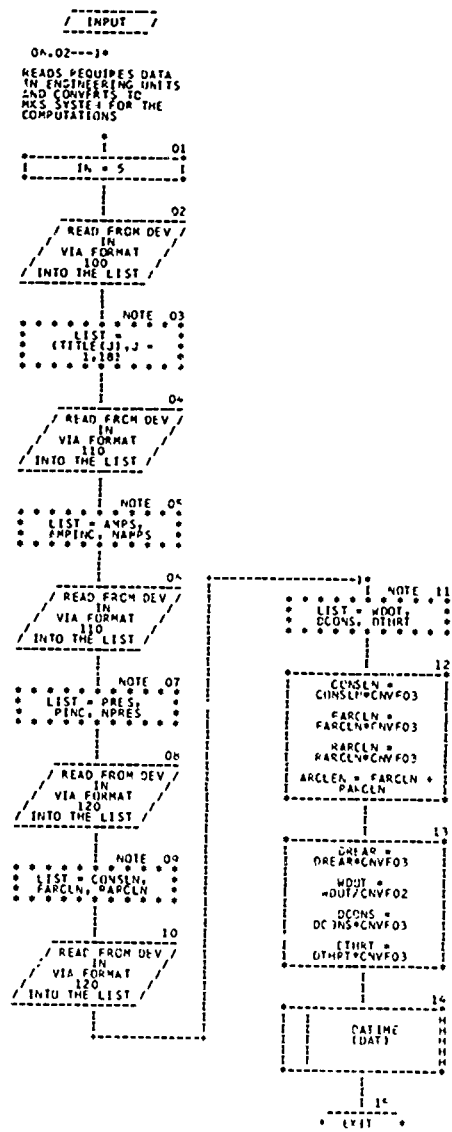 / INPUT /
READS REQUIRES DATA
IN ENGINEERING UNITS
AND CONVERTS TO
MKS SYSTEM FOR THE
COMPUTATIONS
01
IN = 5
02
READ FROM DEV
IN
VIA FORMAT
100
INTO THE LIST
NOTE 03
LIST =
(TITLE(J),J =
1,18)
04
READ FROM DEV
IN
VIA FORMAT
110
INTO THE LIST
NOTE 05
LIST = AMPS,
AMPINC, NAMPS
06
READ FROM DEV
IN
VIA FORMAT
110
INTO THE LIST
NOTE 07
LIST = PRES,
PINC, NPRES
08
READ FROM DEV
IN
VIA FORMAT
120
INTO THE LIST
NOTE 09
LIST = CONSLN,
FARCLN, RARCLN
10
READ FROM DEV
IN
VIA FORMAT
120
INTO THE LIST
NOTE 11
LIST = WDOT,
DCONS, DTHRT
12
CONSLN =
CONSLN*CNVF03
FARCLN =
FARCLN*CNVF03
RARCLN =
RARCLN*CNVF03
ARCLEN = FARCLN +
RARCLN
13
DREAR =
DREAR*CNVF03
WDOT =
WDOT/CNVF02
DCONS =
DCONS*CNVF03
DTHRT =
DTHRT*CNVF03
14
DATIME
(DAT)
15
EXIT